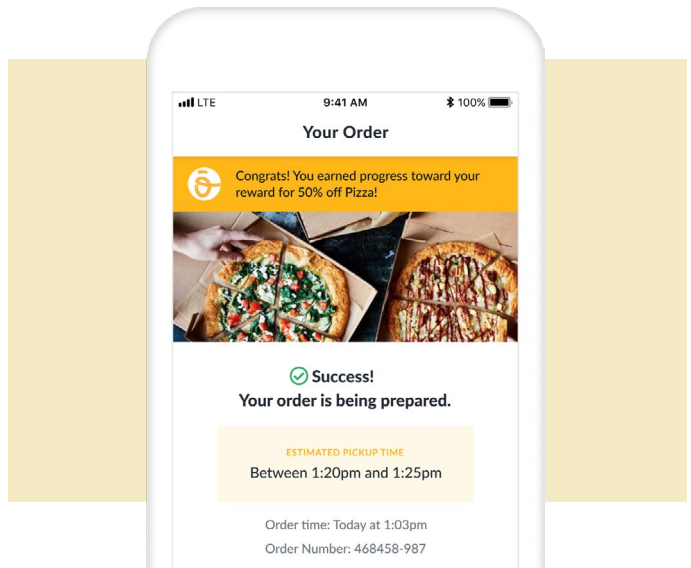 LTE 9:41 AM 100%
Your Order
Congrats! You earned progress toward your
reward for 50% off Pizza!
Success!
Your order is being prepared.
ESTIMATED PICKUP TIME
Between 1:20pm and 1:25pm
Order time: Today at 1:03pm
Order Number: 468458-987